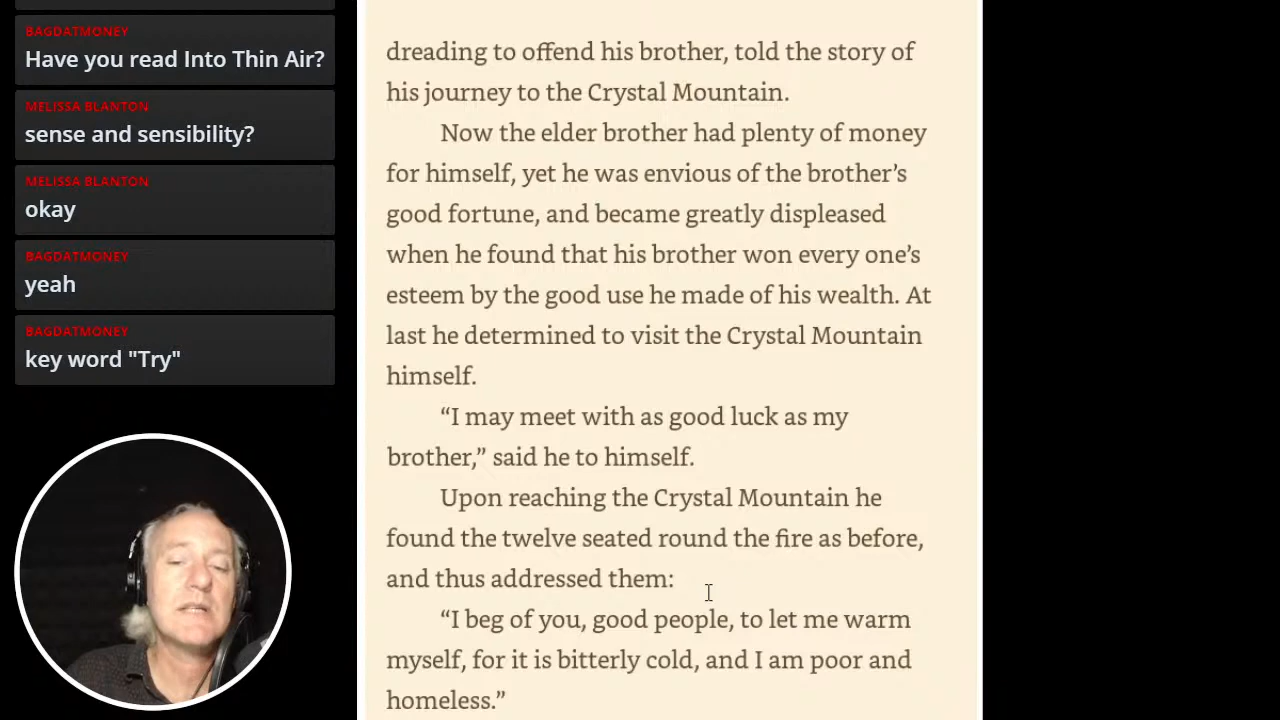 BAGDATMONEY
Have you read Into Thin Air?
MELISSA BLANTON
sense and sensibility?
MELISSA BLANTON
okay
BAGDATMONEY
yeah
BAGDATMONEY
key word "Try"
dreading to offend his brother, told the story of
his journey to the Crystal Mountain.
Now the elder brother had plenty of money
for himself, yet he was envious of the brother’s
good fortune, and became greatly displeased
when he found that his brother won every one’s
esteem by the good use he made of his wealth. At
last he determined to visit the Crystal Mountain
himself.
“I may meet with as good luck as my
brother,” said he to himself.
Upon reaching the Crystal Mountain he
found the twelve seated round the fire as before,
and thus addressed them:
“I beg of you, good people, to let me warm
myself, for it is bitterly cold, and I am poor and
homeless.”